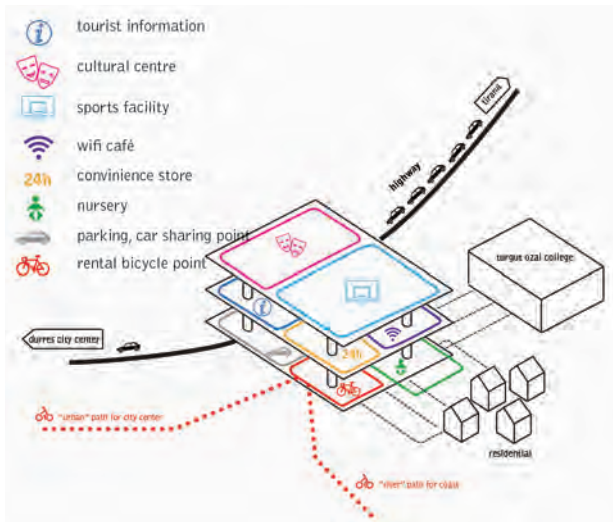 tourist information
cultural centre
sports facility
wifi café
24h
convinience store
nursery
parking, car sharing point
rental bicycle point
tirana
highway
turgut ozal college
24h
durres city center
"urban" path for city center
residential
"river" path for coast